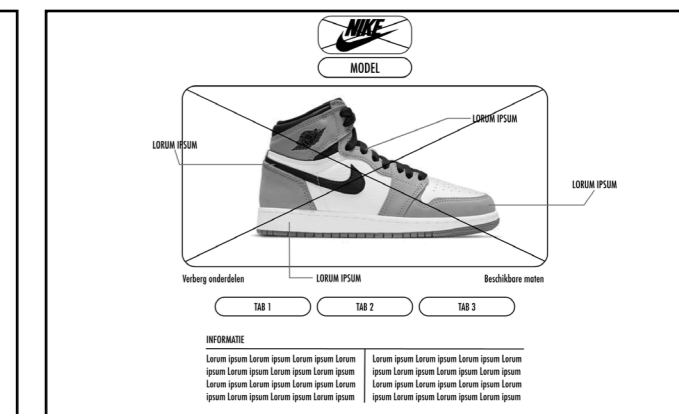 NIKE
MODEL
LORUM IPSUM
LORUM IPSUM
LORUM IPSUM
LORUM IPSUM
Verberg onderdelen
Beschikbare maten
TAB 1
TAB 2
TAB 3
INFORMATIE
Lorum ipsum Lorum ipsum Lorum ipsum Lorum
ipsum Lorum ipsum Lorum ipsum Lorum ipsum
Lorum ipsum Lorum ipsum Lorum ipsum Lorum
ipsum Lorum ipsum Lorum ipsum Lorum ipsum
Lorum ipsum Lorum ipsum Lorum ipsum Lorum
ipsum Lorum ipsum Lorum ipsum Lorum ipsum
Lorum ipsum Lorum ipsum Lorum ipsum Lorum
ipsum Lorum ipsum Lorum ipsum Lorum ipsum